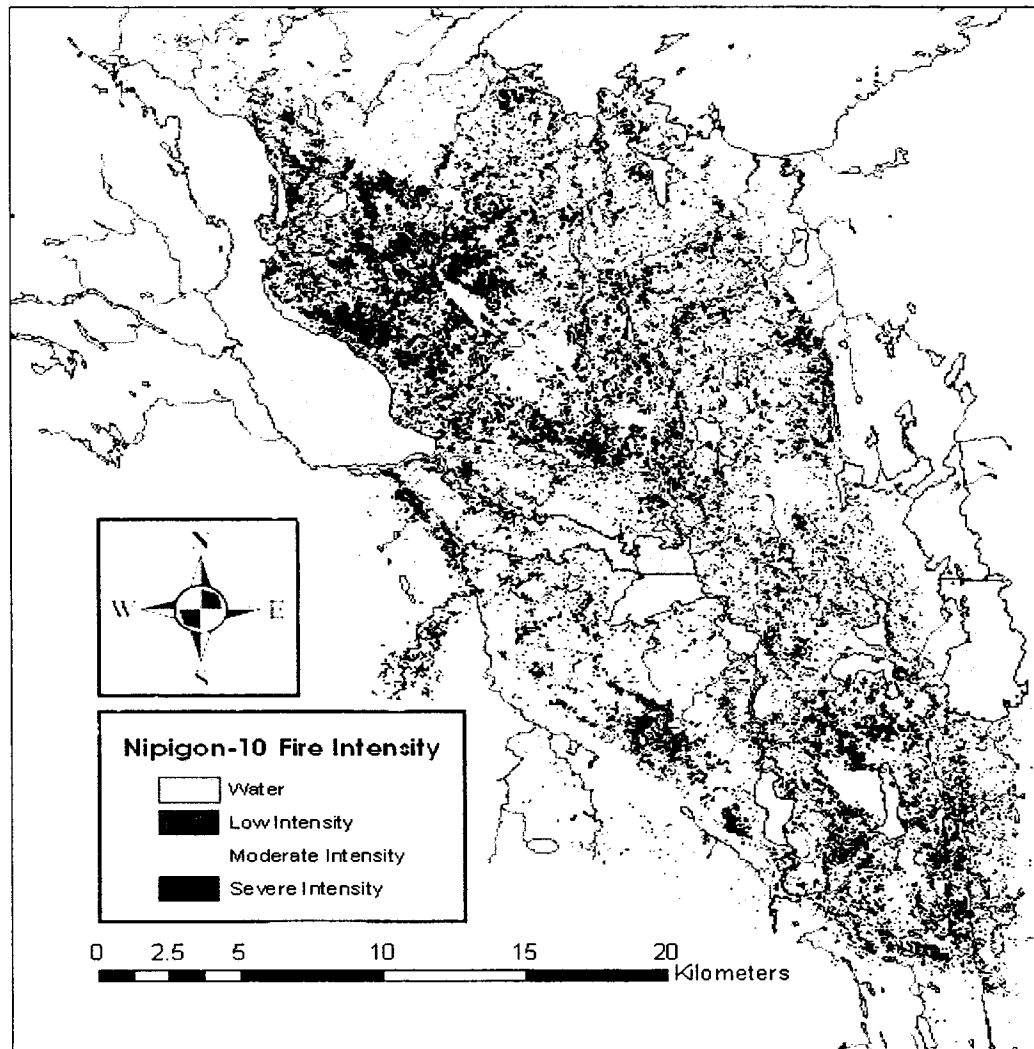 N
W E
S
Nipigon-10 Fire Intensity
Water
Low Intensity
Moderate Intensity
Severe Intensity
0 2.5 5 10 15 20
Kilometers